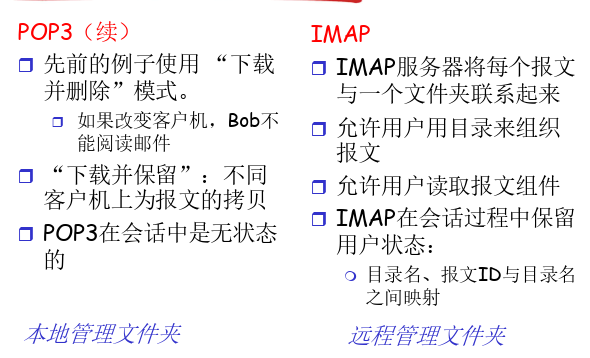 POP3（续）
先前的例子使用 “下载
并删除”模式。
如果改变客户机，Bob不
能阅读邮件
“下载并保留”：不同
客户机上为报文的拷贝
POP3在会话中是无状态
的
本地管理文件夹
IMAP
IMAP服务器将每个报文
与一个文件夹联系起来
允许用户用目录来组织
报文
允许用户读取报文组件
IMAP在会话过程中保留
用户状态：
目录名、报文ID与目录名
之间映射
远程管理文件夹